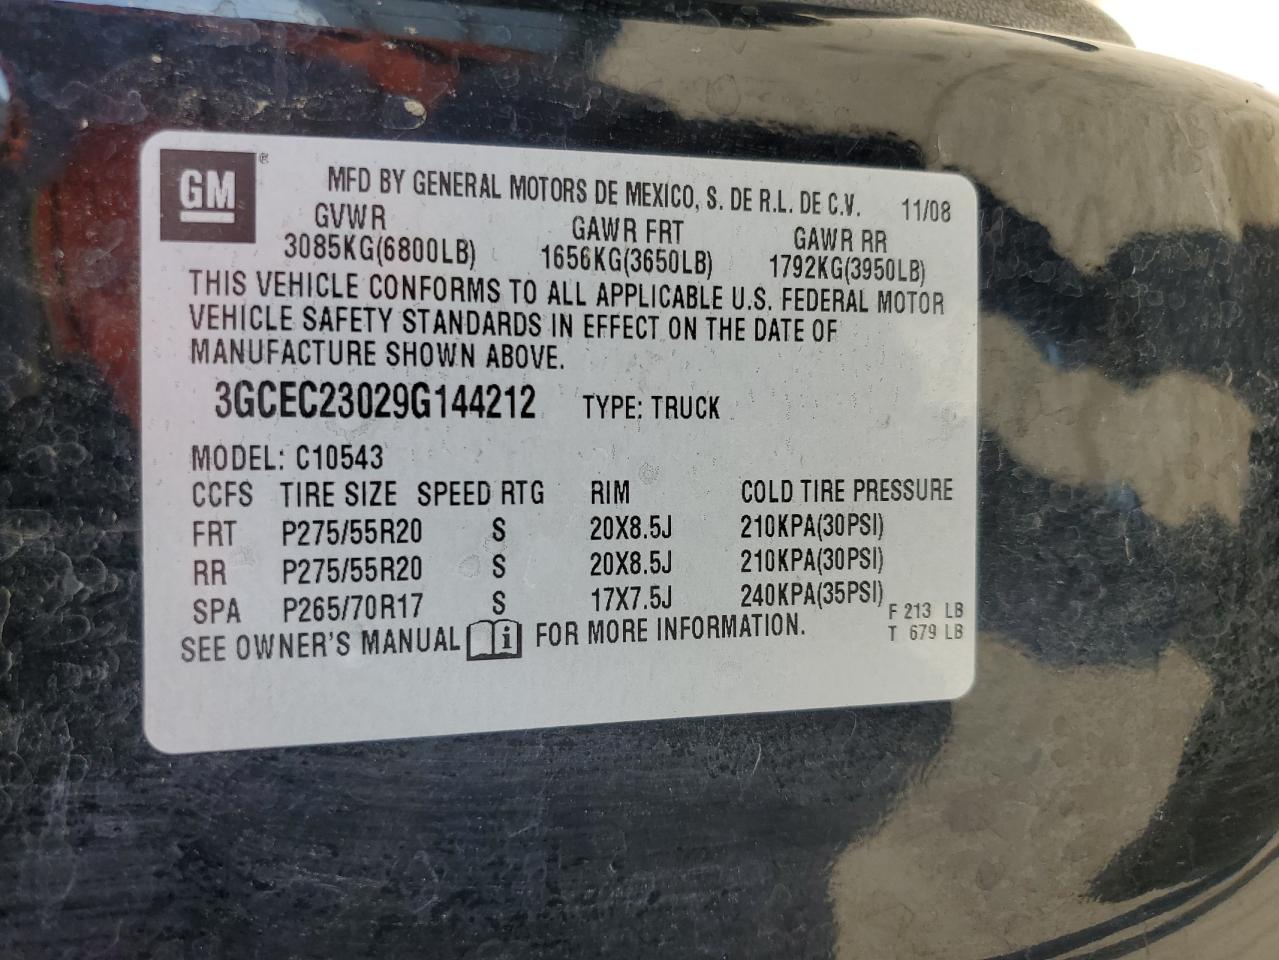 GM ®
MFD BY GENERAL MOTORS DE MEXICO, S. DE R.L. DE C.V. 11/08
GVWR GAWR FRT GAWR RR
3085KG(6800LB) 1656KG(3650LB) 1792KG(3950LB)
THIS VEHICLE CONFORMS TO ALL APPLICABLE U.S. FEDERAL MOTOR
VEHICLE SAFETY STANDARDS IN EFFECT ON THE DATE OF
MANUFACTURE SHOWN ABOVE.
3GCEC23029G144212 TYPE: TRUCK
MODEL: C10543
CCFS TIRE SIZE SPEED RTG RIM COLD TIRE PRESSURE
FRT P275/55R20 S 20X8.5J 210KPA(30PSI)
RR P275/55R20 S 20X8.5J 210KPA(30PSI)
SPA P265/70R17 S 17X7.5J 240KPA(35PSI)
F 213 LB
SEE OWNER'S MANUAL i FOR MORE INFORMATION.
T 679 LB